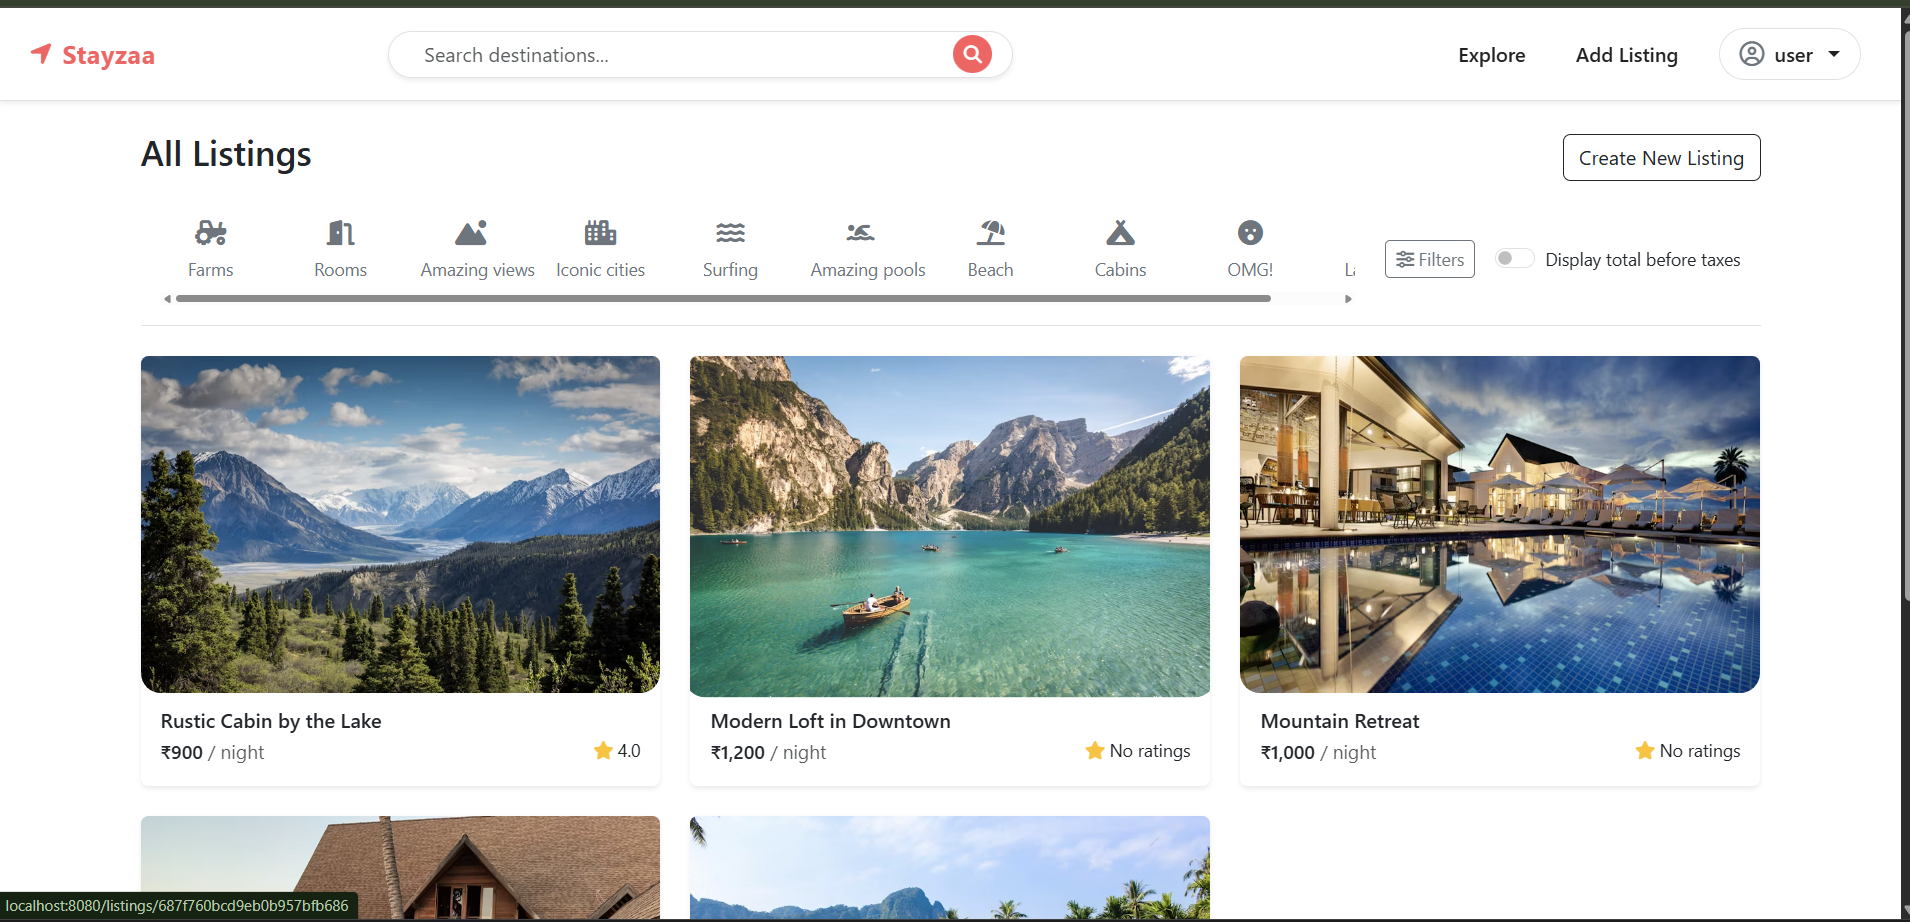 Stayzaa
Search destinations...
Explore
Add Listing
user
All Listings
Create New Listing
Farms
Rooms
Amazing views
Iconic cities
Surfing
Amazing pools
Beach
Cabins
OMG!
Filters
Display total before taxes
Rustic Cabin by the Lake
₹900 / night
4.0
Modern Loft in Downtown
₹1,200 / night
No ratings
Mountain Retreat
₹1,000 / night
No ratings
localhost:8080/listings/687f760bcd9eb0b957bfb686